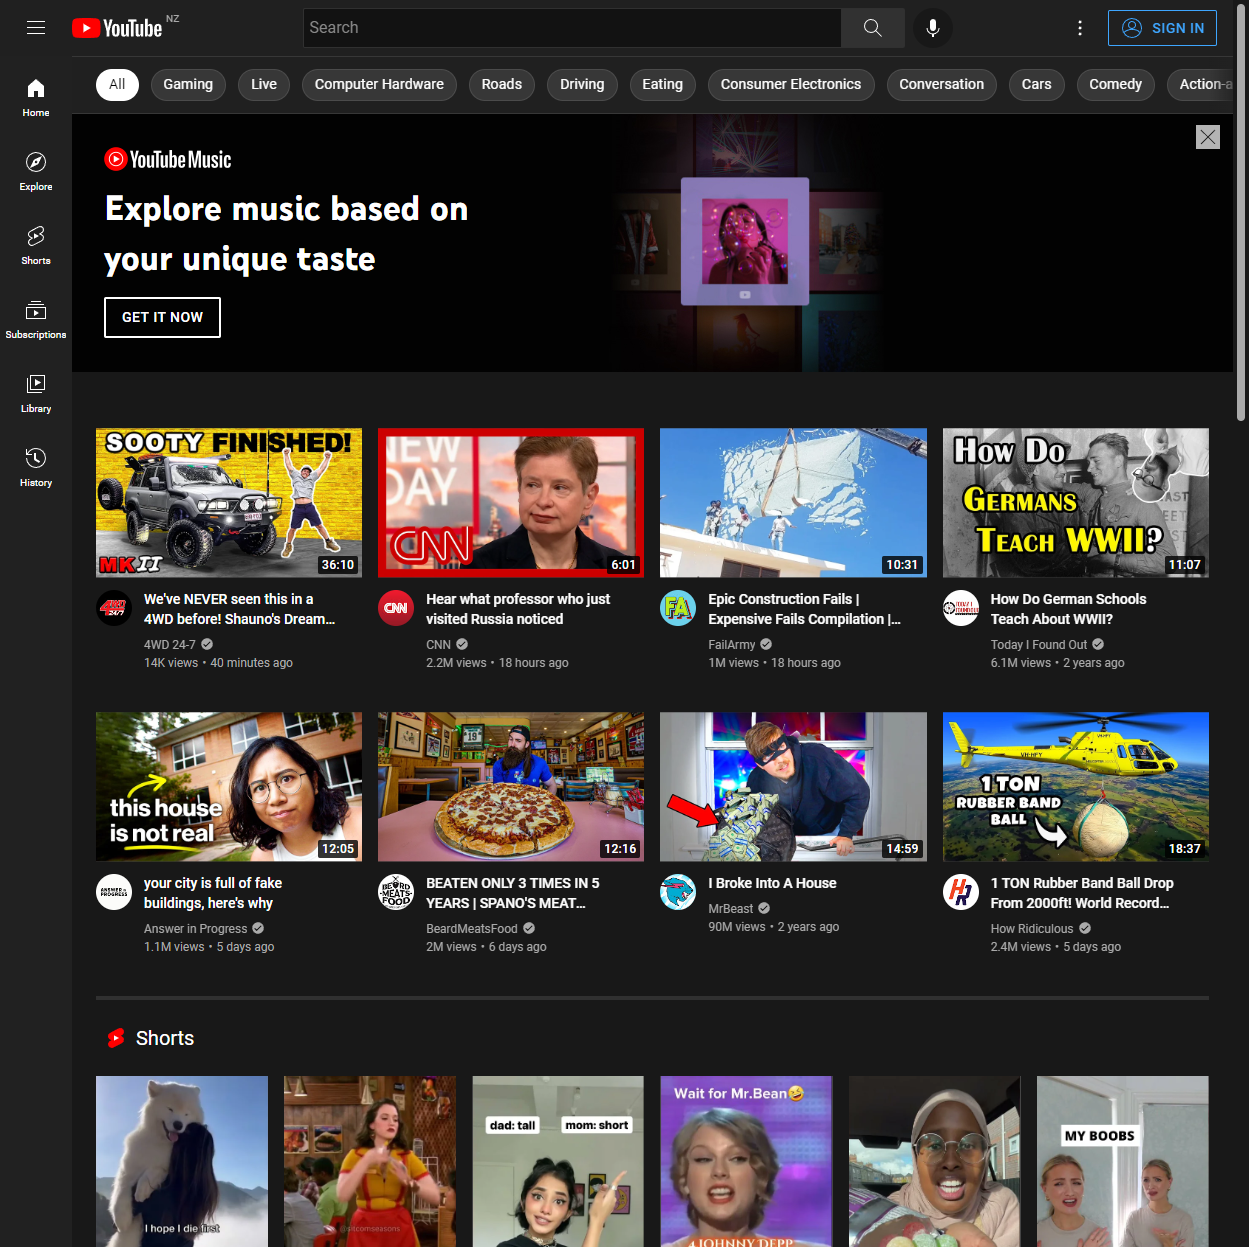 YouTube NZ
Search
SIGN IN
Home
Explore
Shorts
Subscriptions
Library
History
All
Gaming
Live
Computer Hardware
Roads
Driving
Eating
Consumer Electronics
Conversation
Cars
Comedy
Action-a
YouTube Music
Explore music based on
your unique taste
GET IT NOW
SOOTY FINISHED!
MKII
36:10
We've NEVER seen this in a
4WD before! Shauno's Dream...
4WD 24-7
14K views • 40 minutes ago
NEW
DAY
CNN
6:01
CNN
Hear what professor who just
visited Russia noticed
CNN
2.2M views • 18 hours ago
10:31
FA
Epic Construction Fails |
Expensive Fails Compilation |...
FailArmy
1M views • 18 hours ago
How Do
Germans
Teach WWII?
11:07
How Do German Schools
Teach About WWII?
Today I Found Out
6.1M views • 2 years ago
this house
is not real
12:05
ANSWER IN
PROGRESS
your city is full of fake
buildings, here's why
Answer in Progress
1.1M views • 5 days ago
12:16
BEARD
MEATS
FOOD
BEATEN ONLY 3 TIMES IN 5
YEARS | SPANO'S MEAT...
BeardMeatsFood
2M views • 6 days ago
14:59
I Broke Into A House
MrBeast
90M views • 2 years ago
1 TON
RUBBER BAND
BALL
18:37
HR
1 TON Rubber Band Ball Drop
From 2000ft! World Record...
How Ridiculous
2.4M views • 5 days ago
Shorts
I hope I die first
@sitcomseasons
dad: tall
mom: short
Wait for Mr.Bean🤣
JOHNNY DEPP
MY BOOBS